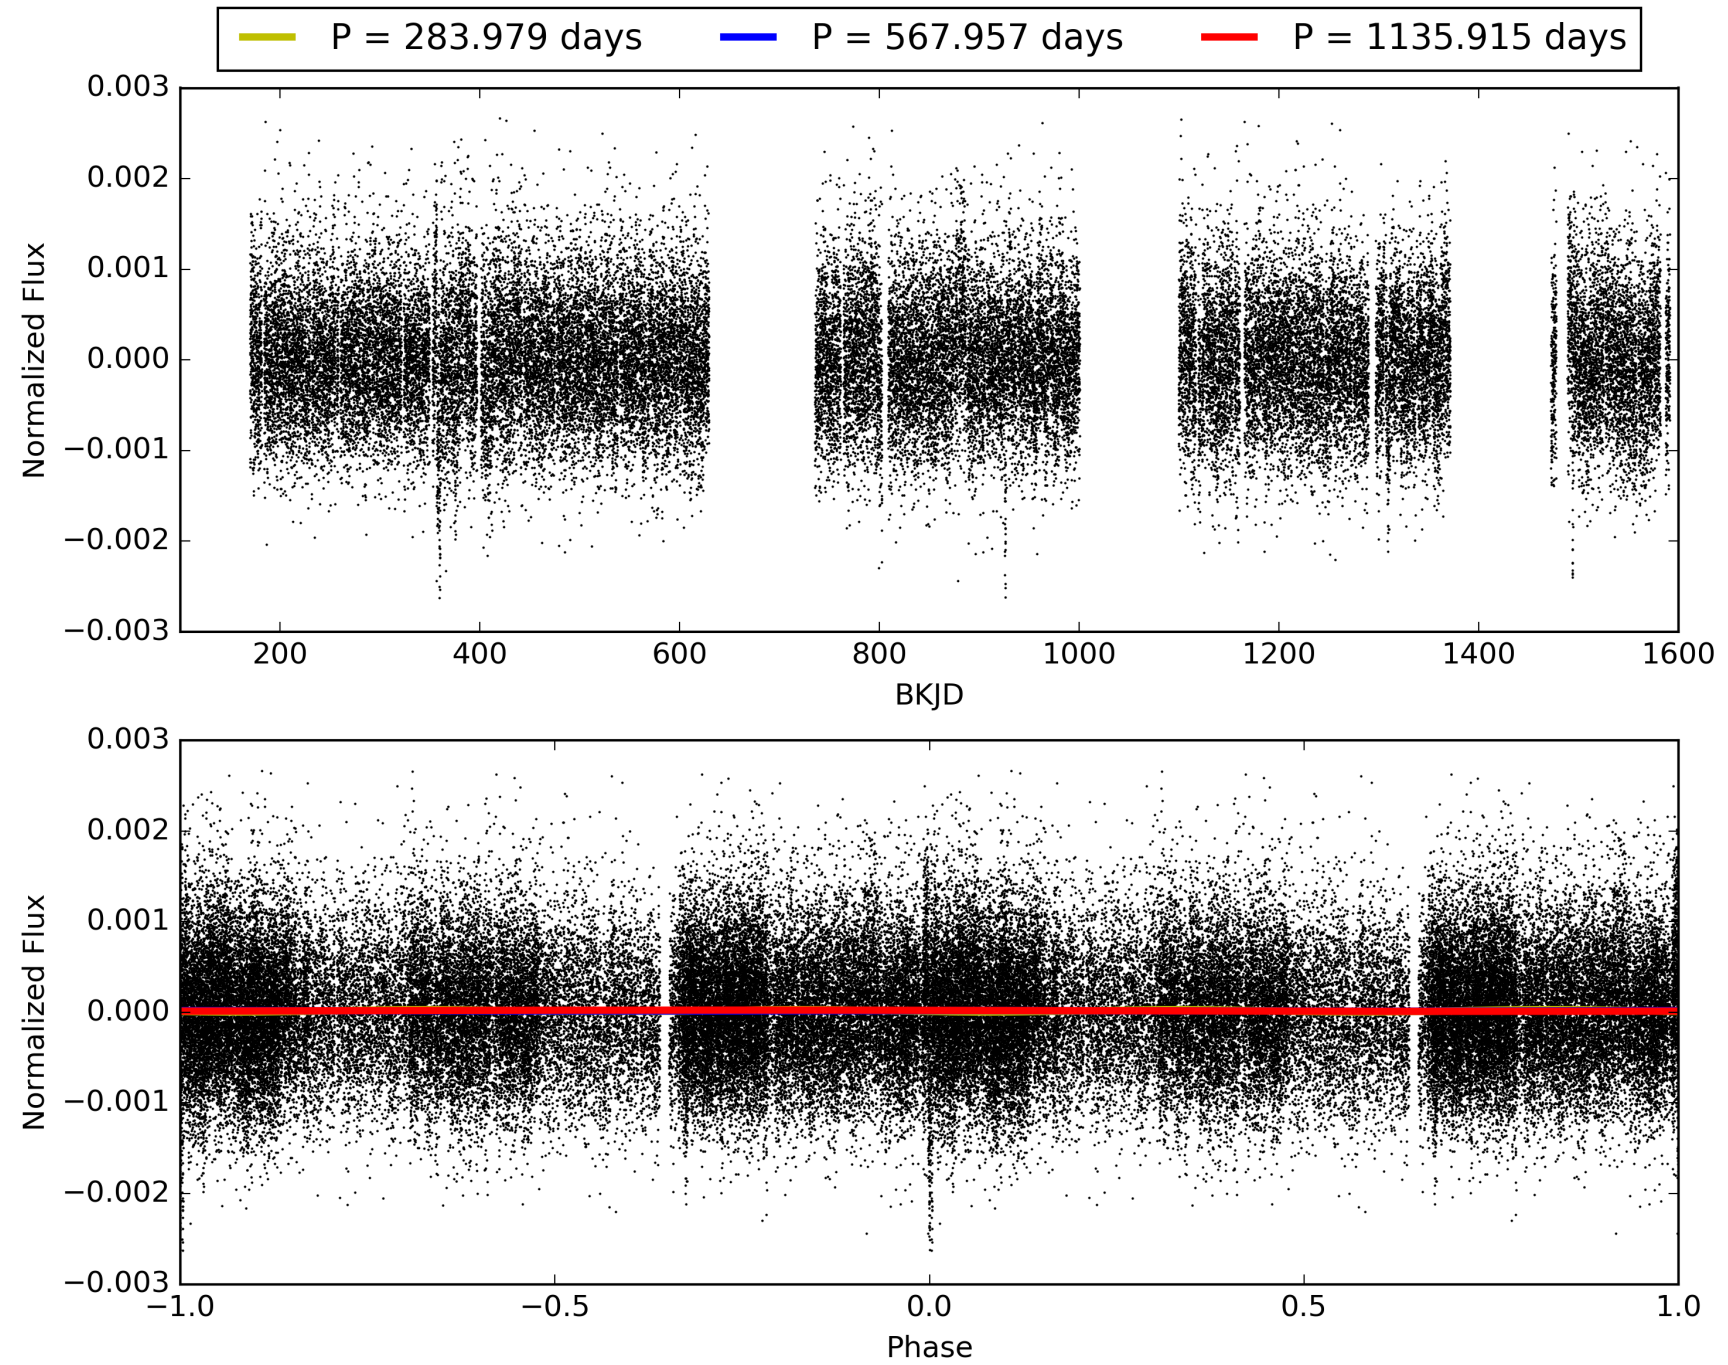 P = 283.979 days P = 567.957 days P = 1135.915 days
0.003
0.002
0.001
0.000
−0.001
−0.002
−0.003
Normalized Flux
200 400 600 800 1000 1200 1400 1600
BKJD
0.003
0.002
0.001
0.000
−0.001
−0.002
−0.003
Normalized Flux
−1.0 −0.5 0.0 0.5 1.0
Phase